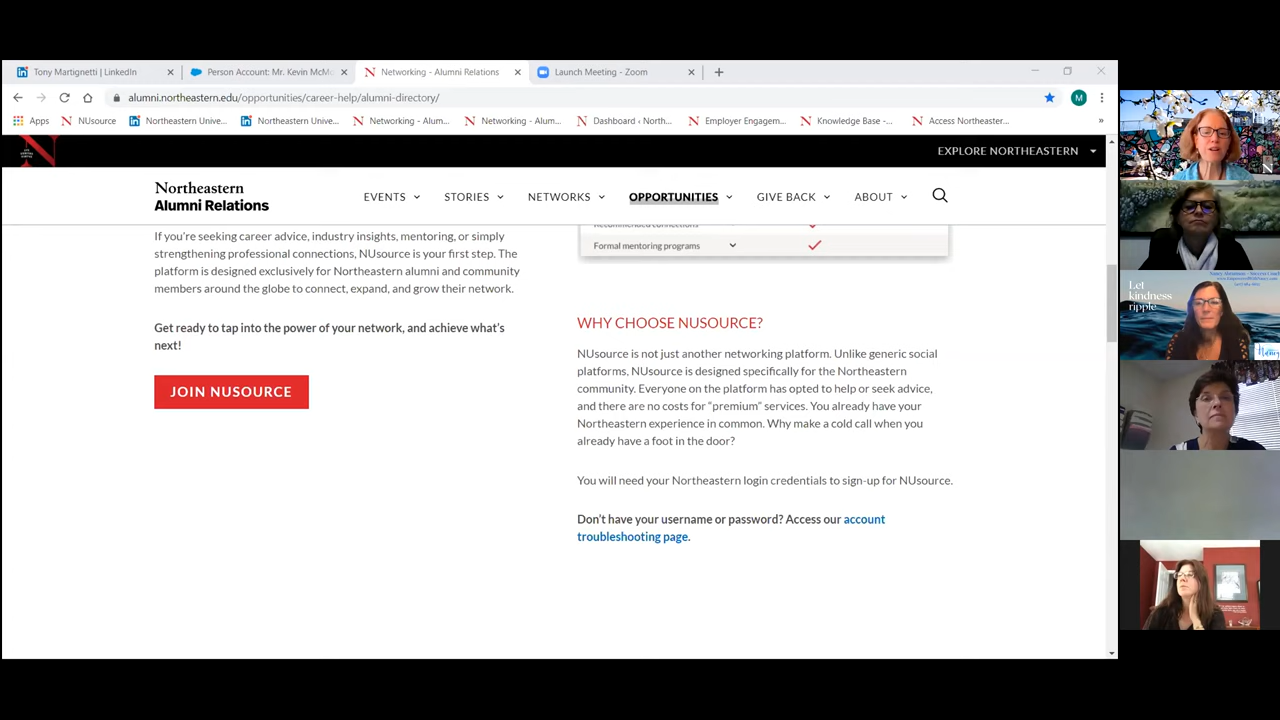 Tony Martignetti | LinkedIn
Person Account: Mr. Kevin McMo
Networking - Alumni Relations
Launch Meeting - Zoom
alumni.northeastern.edu/opportunities/career-help/alumni-directory/
M
Apps
NUsource
Northeastern Unive...
Northeastern Unive...
Networking - Alum...
Networking - Alum...
Dashboard ‹ North...
Employer Engagem...
Knowledge Base -...
Access Northeaster...
EXPLORE NORTHEASTERN
Northeastern
Alumni Relations
EVENTS
STORIES
NETWORKS
OPPORTUNITIES
GIVE BACK
ABOUT
Recommended connections
Formal mentoring programs
If you're seeking career advice, industry insights, mentoring, or simply
strengthening professional connections, NUsource is your first step. The
platform is designed exclusively for Northeastern alumni and community
members around the globe to connect, expand, and grow their network.
Get ready to tap into the power of your network, and achieve what's
next!
JOIN NUSOURCE
WHY CHOOSE NUSOURCE?
NUsource is not just another networking platform. Unlike generic social
platforms, NUsource is designed specifically for the Northeastern
community. Everyone on the platform has opted to help or seek advice,
and there are no costs for “premium” services. You already have your
Northeastern experience in common. Why make a cold call when you
already have a foot in the door?
You will need your Northeastern login credentials to sign-up for NUsource.
Don't have your username or password? Access our account
troubleshooting page.
Let
kindness
ripple.
N